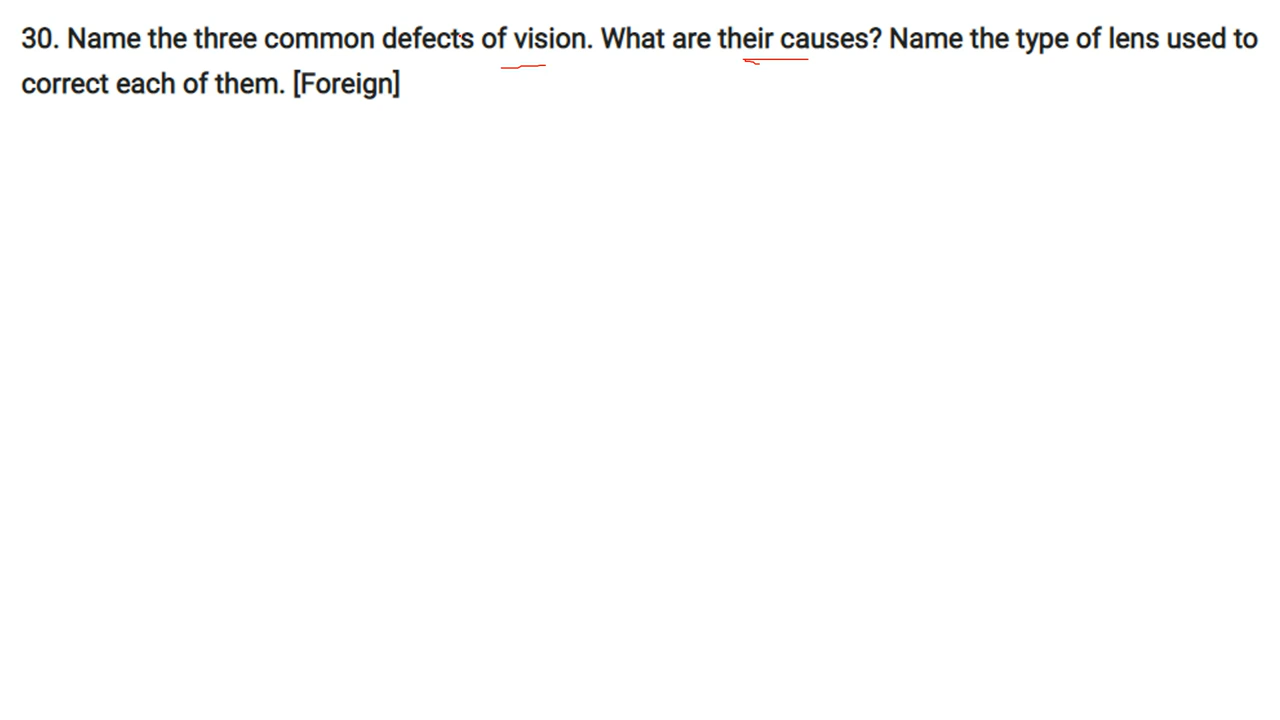 30. Name the three common defects of vision. What are their causes? Name the type of lens used to
correct each of them. [Foreign]